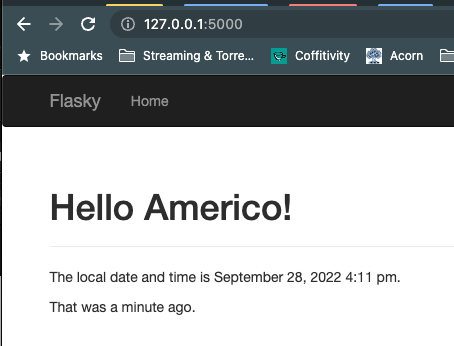 127.0.0.1:5000
Bookmarks Streaming & Torre... Coffitivity Acorn
Flasky Home
Hello Americo!
The local date and time is September 28, 2022 4:11 pm.
That was a minute ago.